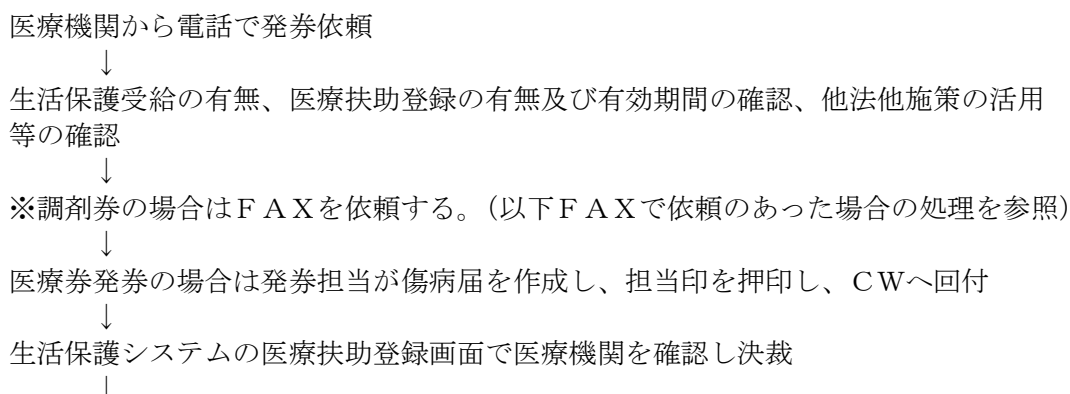 医療機関から電話で発券依頼
↓
生活保護受給の有無、医療扶助登録の有無及び有効期間の確認、他法他施策の活用
等の確認
↓
※調剤券の場合はＦＡＸを依頼する。（以下ＦＡＸで依頼のあった場合の処理を参照）
↓
医療券発券の場合は発券担当が傷病届を作成し、担当印を押印し、ＣＷへ回付
↓
生活保護システムの医療扶助登録画面で医療機関を確認し決裁